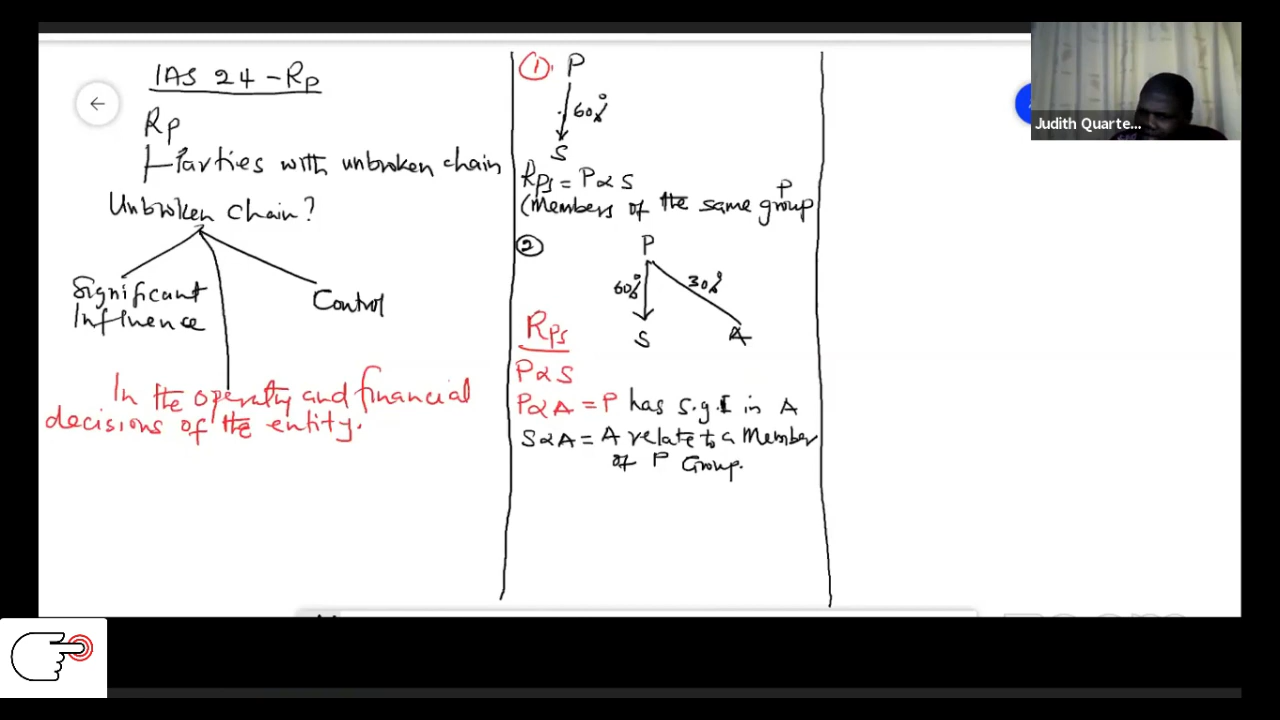 IAS 24 - Rp
Rp
Parties with unbroken chain
Unbroken chain?
Significant
Influence
Control
In the operatg and financial
decisions of the entity.
1 P
60%
S
Rps = P & S
(Members of the same group
P
2 P
60% 30%
S A
Rps
P & S
P & A = P has s.g.I in A
S & A = A relate to a Member
of P Group.
Judith Quarte...